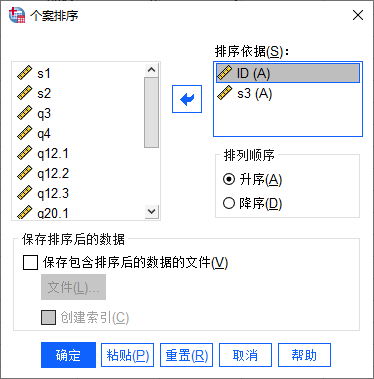 个案排序
排序依据(S):
s1
s2
q3
q4
q12.1
q12.2
q12.3
q20.1
ID (A)
s3 (A)
排列顺序
升序(A)
降序(D)
保存排序后的数据
保存包含排序后的数据的文件(V)
文件(L)...
创建索引(C)
确定 粘贴(P) 重置(R) 取消 帮助